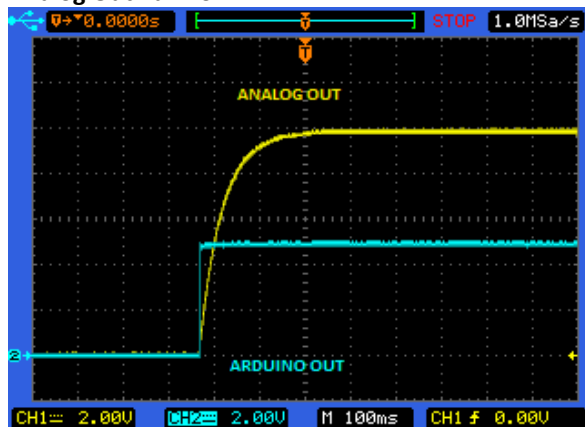 0.0000s STOP 1.0MSa/s
T
ANALOG OUT
2
ARDUINO OUT
CH1 2.00V CH2 2.00V M 100ms CH1 0.00V